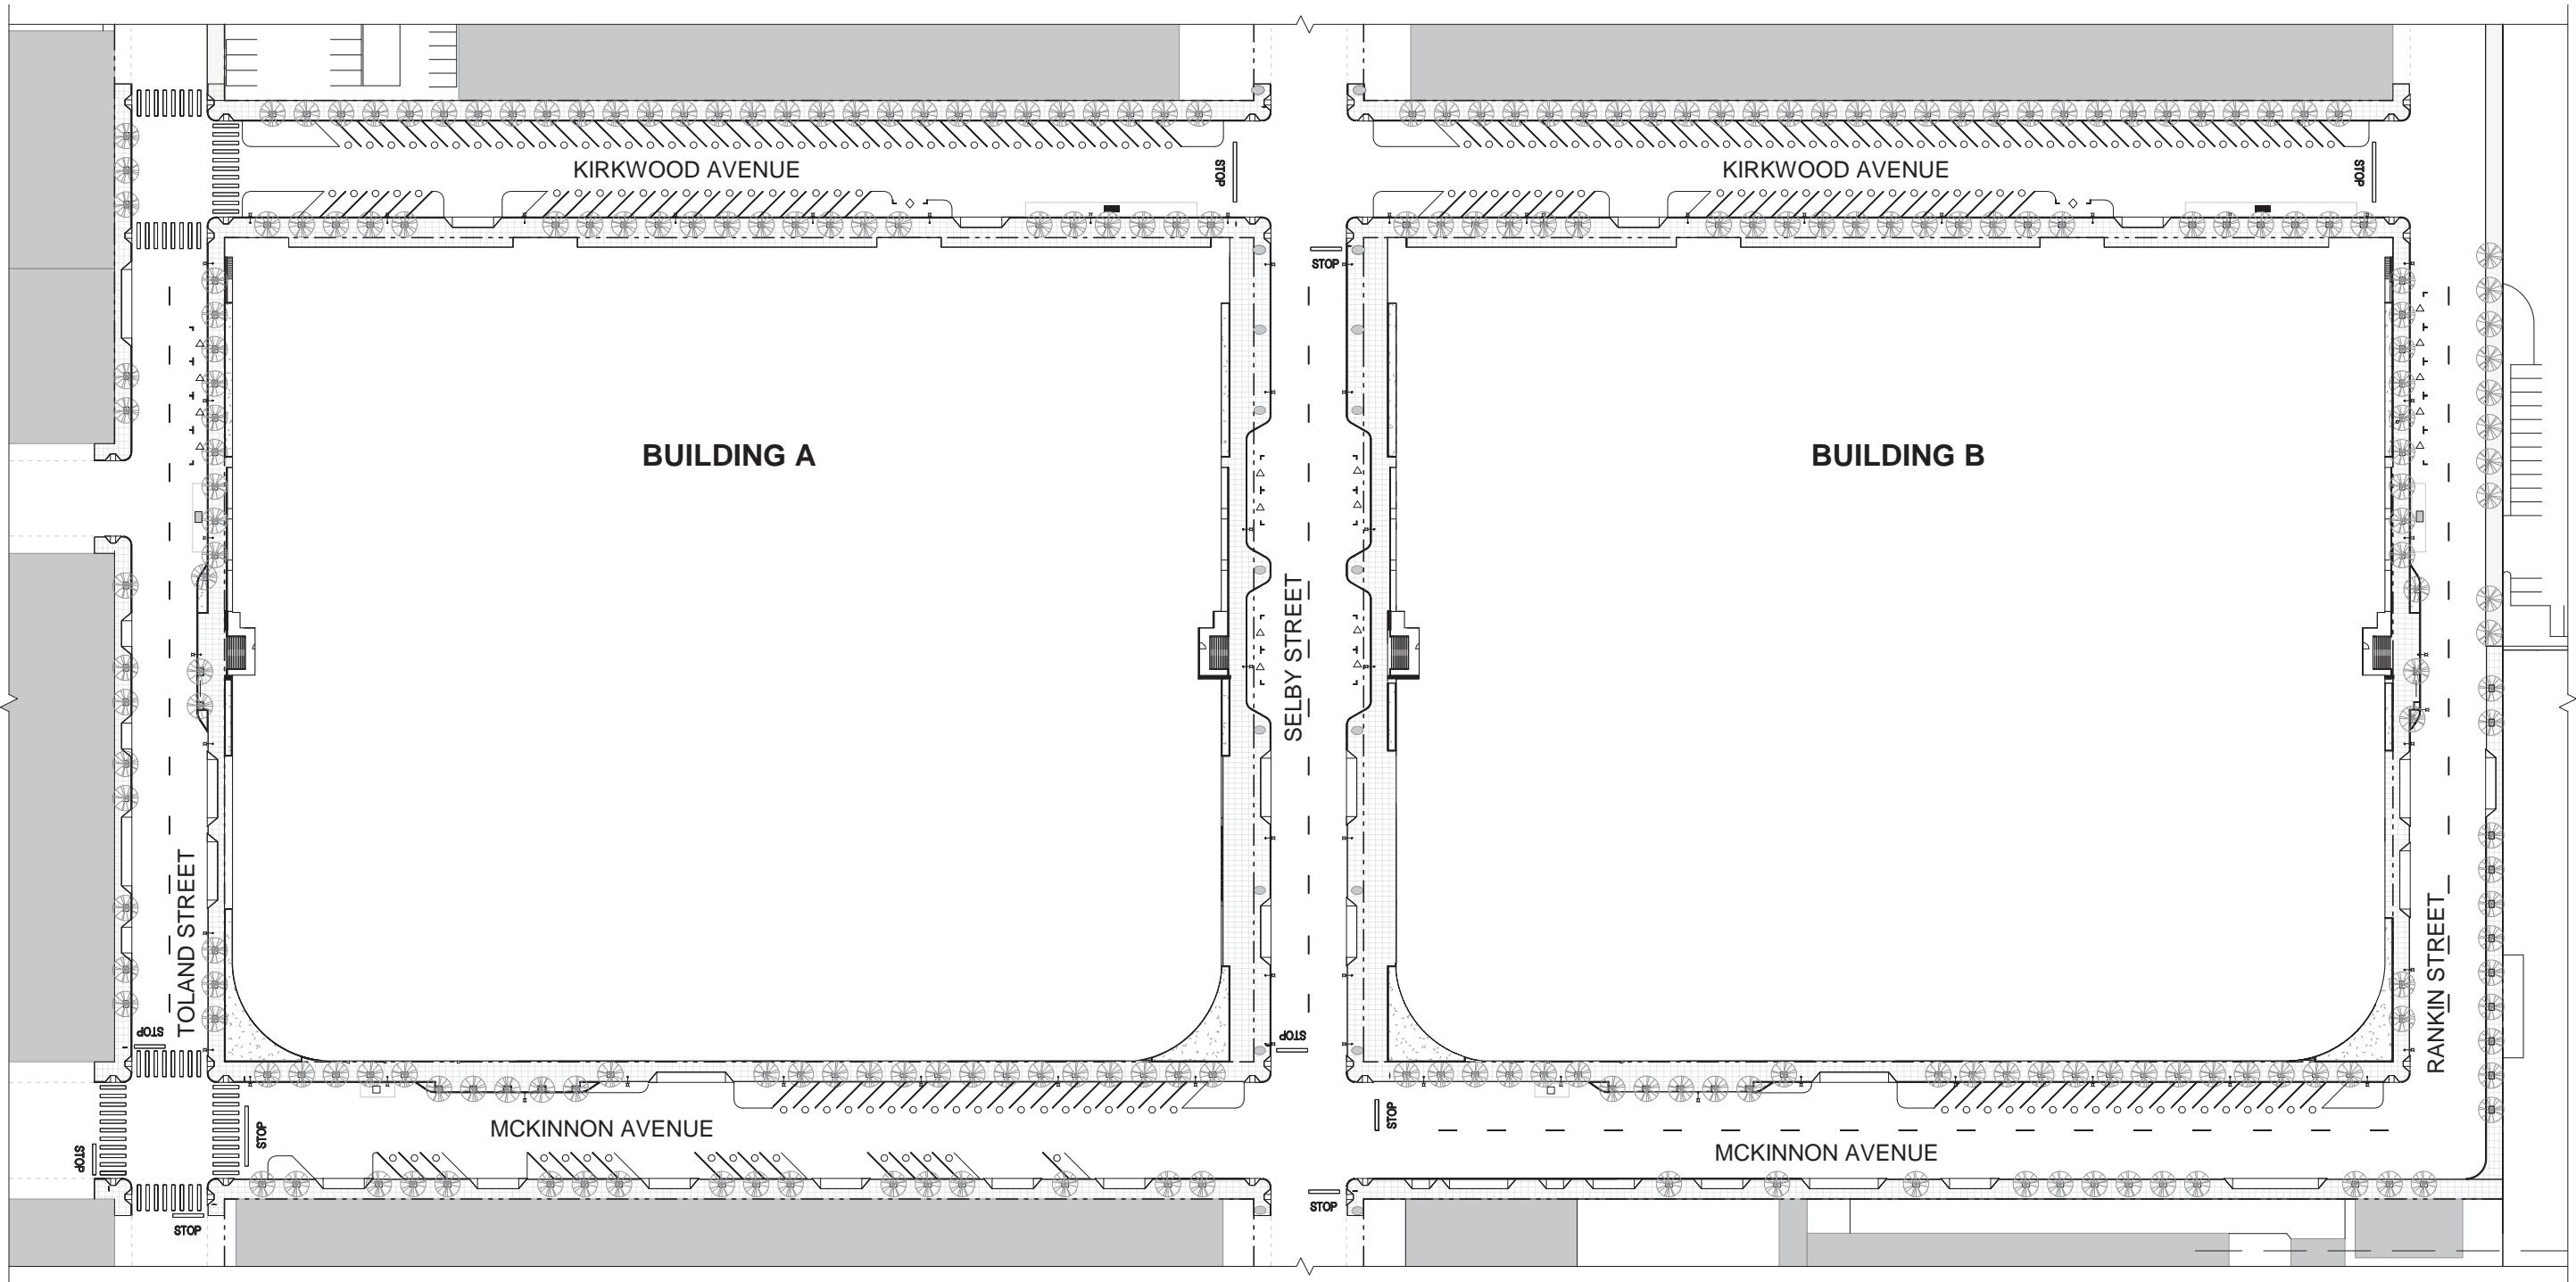 KIRKWOOD AVENUE
STOP
KIRKWOOD AVENUE
STOP
STOP
BUILDING A
BUILDING B
SELBY STREET
TOLAND STREET
RANKIN STREET
STOP
STOP
STOP
STOP
STOP
MCKINNON AVENUE
MCKINNON AVENUE
STOP
STOP